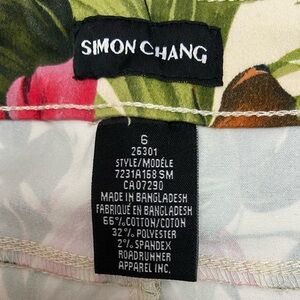 SIMON CHANG
6
26301
STYLE/MODÈLE
7231A168 SM
CA07290
MADE IN BANGLADESH
FABRIQUÉ EN BANGLADESH
66% COTTON/COTON
32% POLYESTER
2% SPANDEX
ROADRUNNER
APPAREL INC.